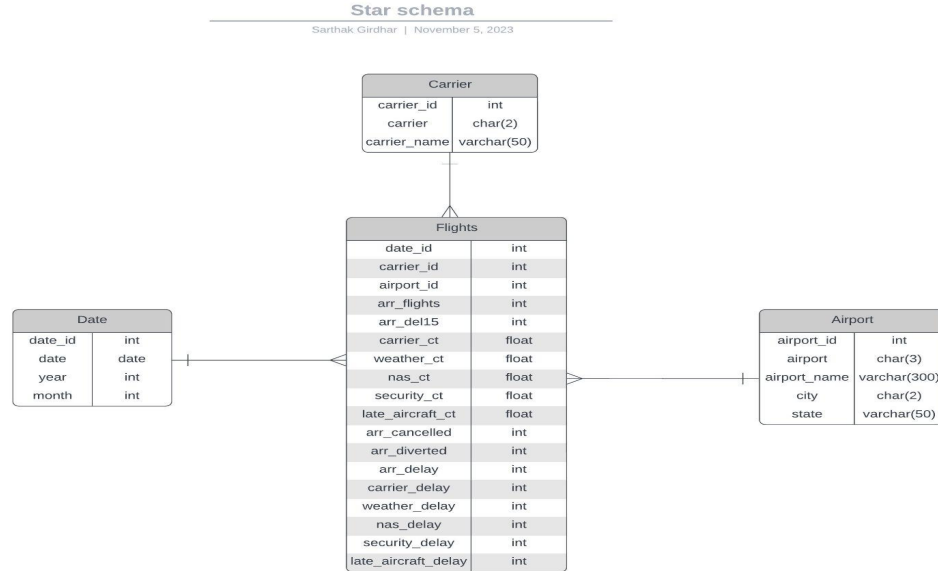 Star schema
Sarthak Girdhar | November 5, 2023
Carrier
carrier_id int
carrier char(2)
carrier_name varchar(50)
Flights
date_id int
carrier_id int
airport_id int
arr_flights int
arr_del15 int
carrier_ct float
weather_ct float
nas_ct float
security_ct float
late_aircraft_ct float
arr_cancelled int
arr_diverted int
arr_delay int
carrier_delay int
weather_delay int
nas_delay int
security_delay int
late_aircraft_delay int
Date
date_id int
date date
year int
month int
Airport
airport_id int
airport char(3)
airport_name varchar(300)
city char(2)
state varchar(50)